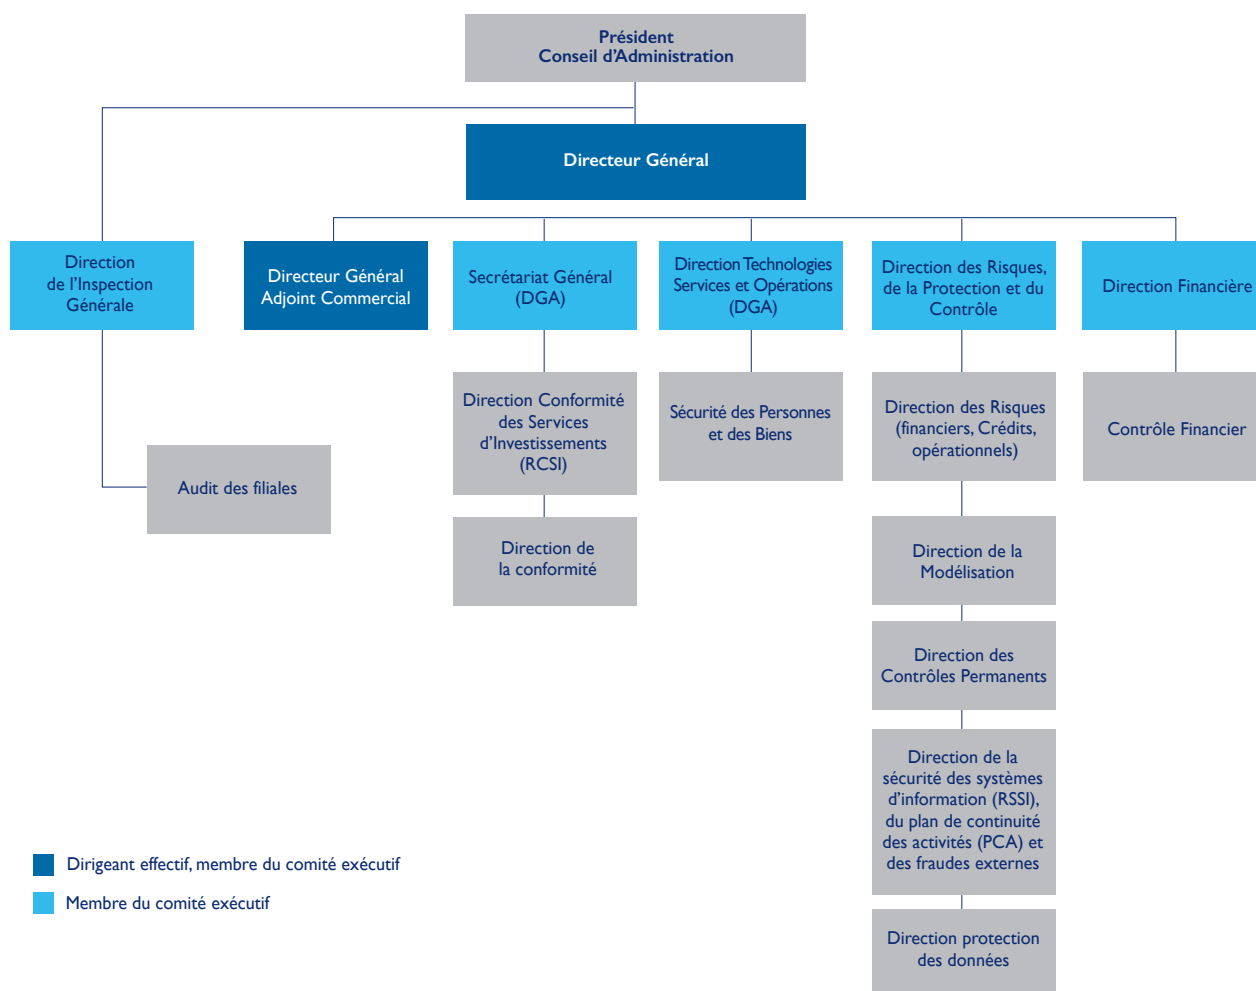 Président
Conseil d’Administration
Directeur Général
Direction
de l’Inspection
Générale
Directeur Général
Adjoint Commercial
Secrétariat Général
(DGA)
Direction Technologies
Services et Opérations
(DGA)
Direction des Risques,
de la Protection et du
Contrôle
Direction Financière
Audit des filiales
Direction Conformité
des Services
d’Investissements
(RCSI)
Direction de
la conformité
Sécurité des Personnes
et des Biens
Direction des Risques
(financiers, Crédits,
opérationnels)
Direction de la
Modélisation
Direction des
Contrôles Permanents
Direction de la
sécurité des systèmes
d’information (RSSI),
du plan de continuité
des activités (PCA) et
des fraudes externes
Direction protection
des données
Contrôle Financier
Dirigeant effectif, membre du comité exécutif
Membre du comité exécutif